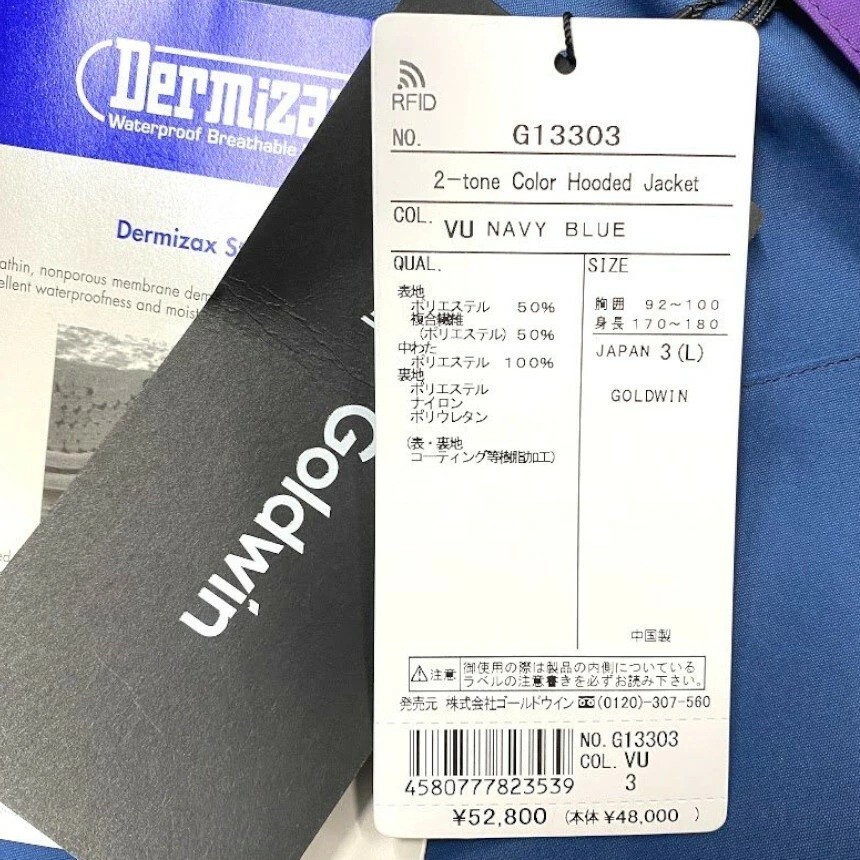 Dermizax
Waterproof Breathable
Dermizax
athin, nonporous membrane
ellent waterproofness and
Goldwin
RFID
NO. G13303
2-tone Color Hooded Jacket
COL. VU NAVY BLUE
QUAL.
表地
ポリエステル 50%
複合繊維
(ポリエステル) 50%
中わた
ポリエステル 100%
裏地
ポリエステル
ナイロン
ポリウレタン
(表・裏地
コーティング等樹脂加工)
SIZE
胸囲 92~100
身長 170~180
JAPAN 3(L)
GOLDWIN
中国製
注意 御使用の際は製品の内側についている
ラベルの注意書きを必ずお読み下さい。
発売元 株式会社ゴールドウイン (0120)-307-560
4580777823539
NO. G13303
COL. VU
3
¥52,800 (本体 ¥48,000 )